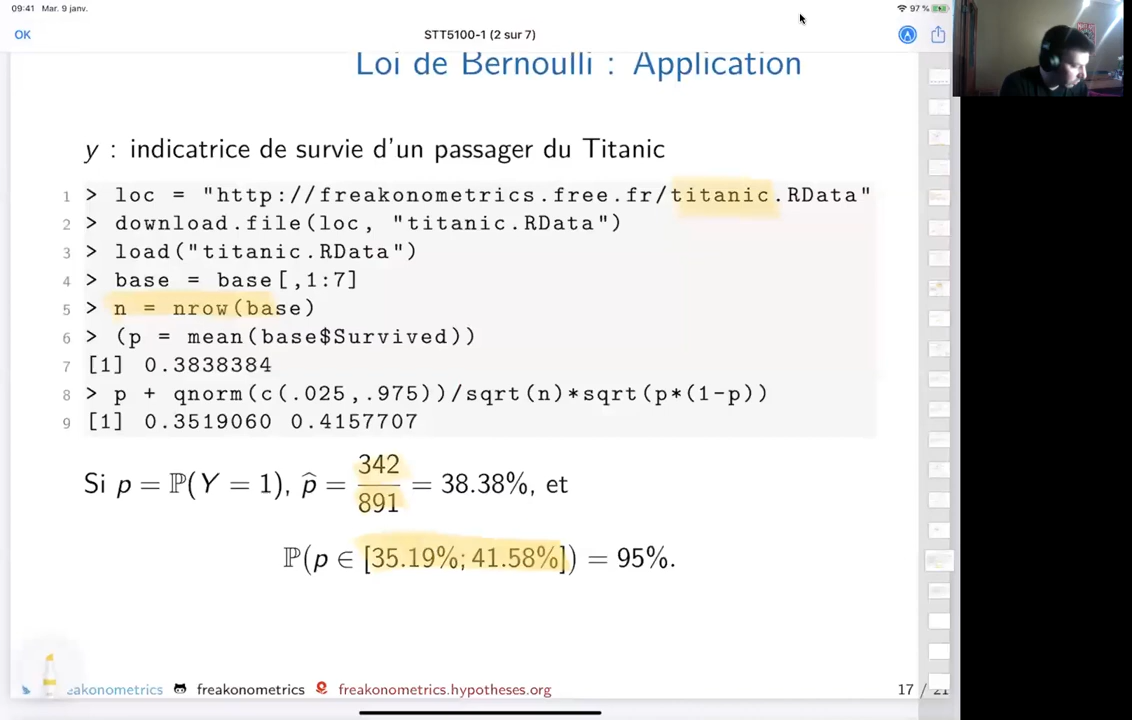 09:41 Mar. 9 janv.
97 %
OK
STT5100-1 (2 sur 7)
Loi de Bernoulli : Application
y : indicatrice de survie d'un passager du Titanic
1 > loc = "http://freakonometrics.free.fr/titanic.RData"
2 > download.file(loc, "titanic.RData")
3 > load("titanic.RData")
4 > base = base[,1:7]
5 > n = nrow(base)
6 > (p = mean(base$Survived))
7 [1] 0.3838384
8 > p + qnorm(c(.025,.975))/sqrt(n)*sqrt(p*(1-p))
9 [1] 0.3519060 0.4157707
Si p = ℙ(Y = 1), p̂ = 342/891 = 38.38%, et
ℙ(p ∈ [35.19%; 41.58%]) = 95%.
akonometrics freakonometrics freakonometrics.hypotheses.org 17 / 21